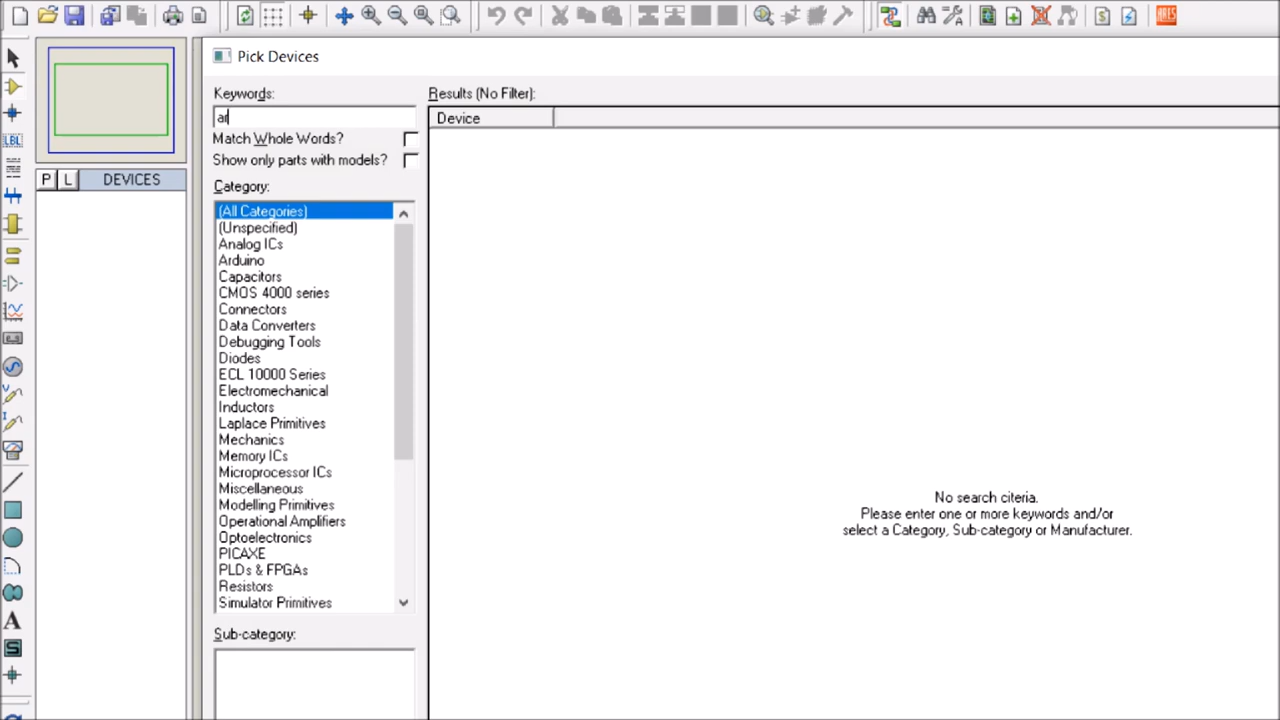 ARES
Pick Devices
Keywords:
ar
Match Whole Words?
Show only parts with models?
Category:
(All Categories)
(Unspecified)
Analog ICs
Arduino
Capacitors
CMOS 4000 series
Connectors
Data Converters
Debugging Tools
Diodes
ECL 10000 Series
Electromechanical
Inductors
Laplace Primitives
Mechanics
Memory ICs
Microprocessor ICs
Miscellaneous
Modelling Primitives
Operational Amplifiers
Optoelectronics
PICAXE
PLDs & FPGAs
Resistors
Simulator Primitives
Sub-category:
Results (No Filter):
Device
No search citeria.
Please enter one or more keywords and/or
select a Category, Sub-category or Manufacturer.
P L DEVICES
LBL
V
I
A
S